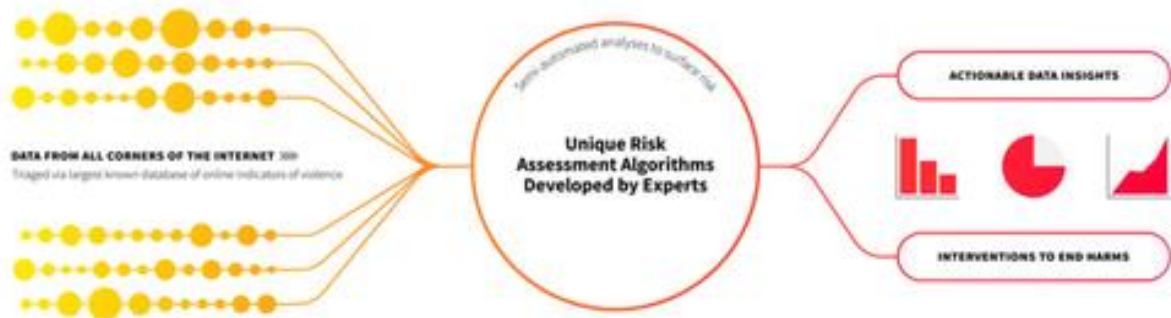 Semi-automated analyses to surface risk
DATA FROM ALL CORNERS OF THE INTERNET >>>
Triaged via largest known database of online indicators of violence
Unique Risk
Assessment Algorithms
Developed by Experts
ACTIONABLE DATA INSIGHTS
INTERVENTIONS TO END HARMS